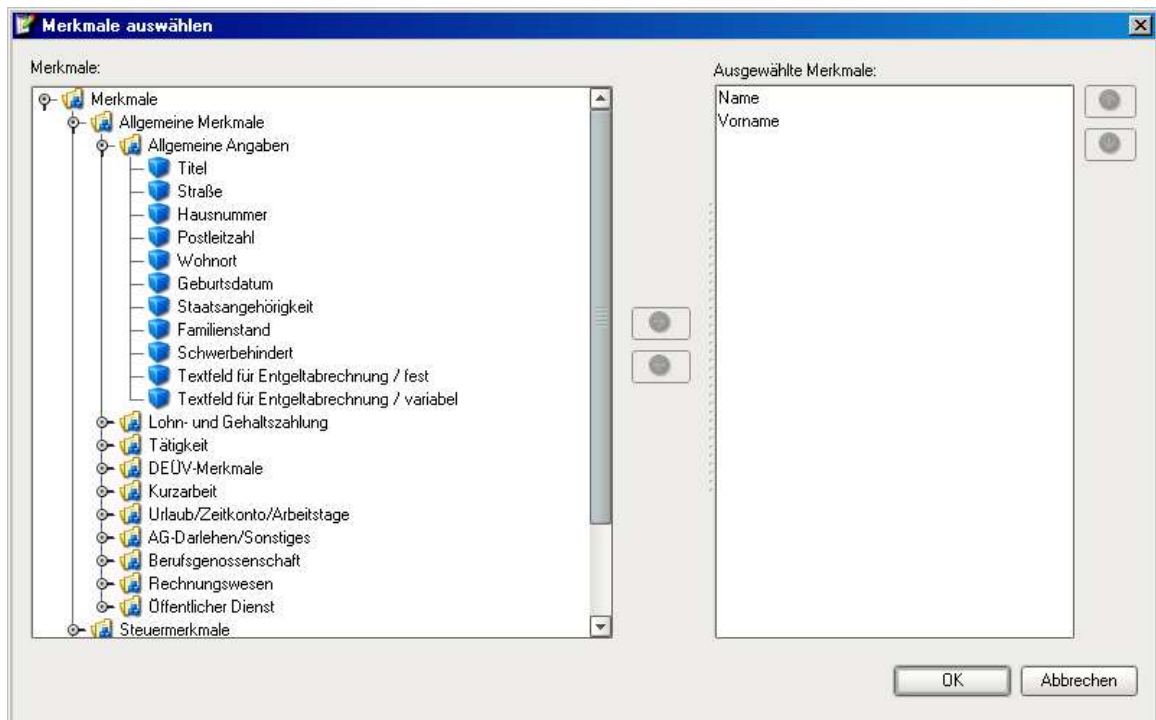 Merkmale auswählen
Merkmale:
Merkmale
Allgemeine Merkmale
Allgemeine Angaben
Titel
Straße
Hausnummer
Postleitzahl
Wohnort
Geburtsdatum
Staatsangehörigkeit
Familienstand
Schwerbehindert
Textfeld für Entgeltabrechnung / fest
Textfeld für Entgeltabrechnung / variabel
Lohn- und Gehaltszahlung
Tätigkeit
DEÜV-Merkmale
Kurzarbeit
Urlaub/Zeitkonto/Arbeitstage
AG-Darlehen/Sonstiges
Berufsgenossenschaft
Rechnungswesen
Öffentlicher Dienst
Steuermerkmale
Ausgewählte Merkmale:
Name
Vorname
OK
Abbrechen